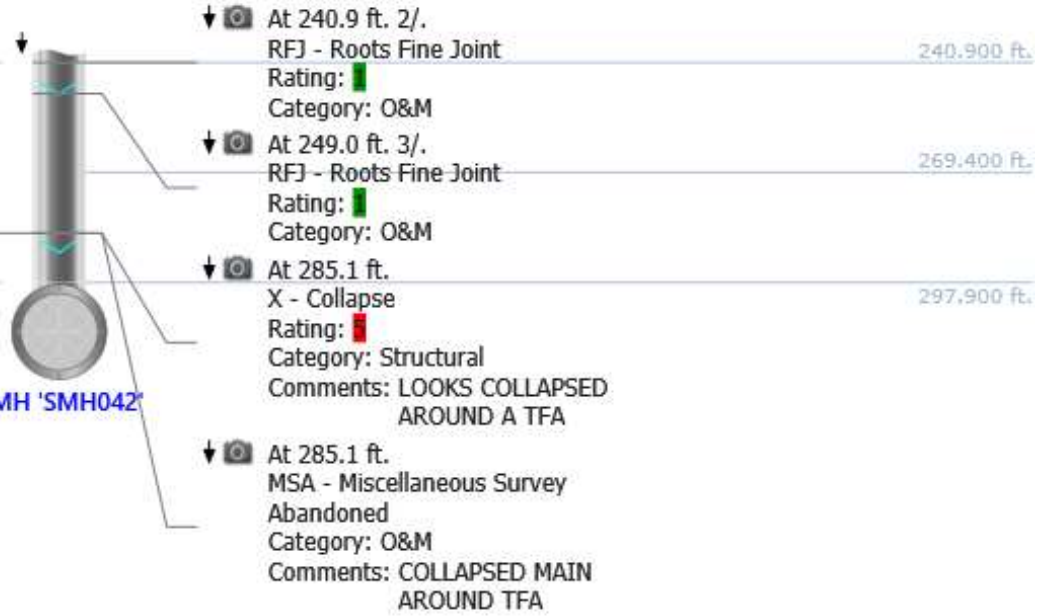 At 240.9 ft. 2/.
RFJ - Roots Fine Joint
240.900 ft.
Rating: 1
Category: O&M
At 249.0 ft. 3/.
RFJ - Roots Fine Joint
269.400 ft.
Rating: 1
Category: O&M
At 285.1 ft.
X - Collapse
297.900 ft.
Rating: 5
Category: Structural
Comments: LOOKS COLLAPSED
AROUND A TFA
MH 'SMH042'
At 285.1 ft.
MSA - Miscellaneous Survey
Abandoned
Category: O&M
Comments: COLLAPSED MAIN
AROUND TFA